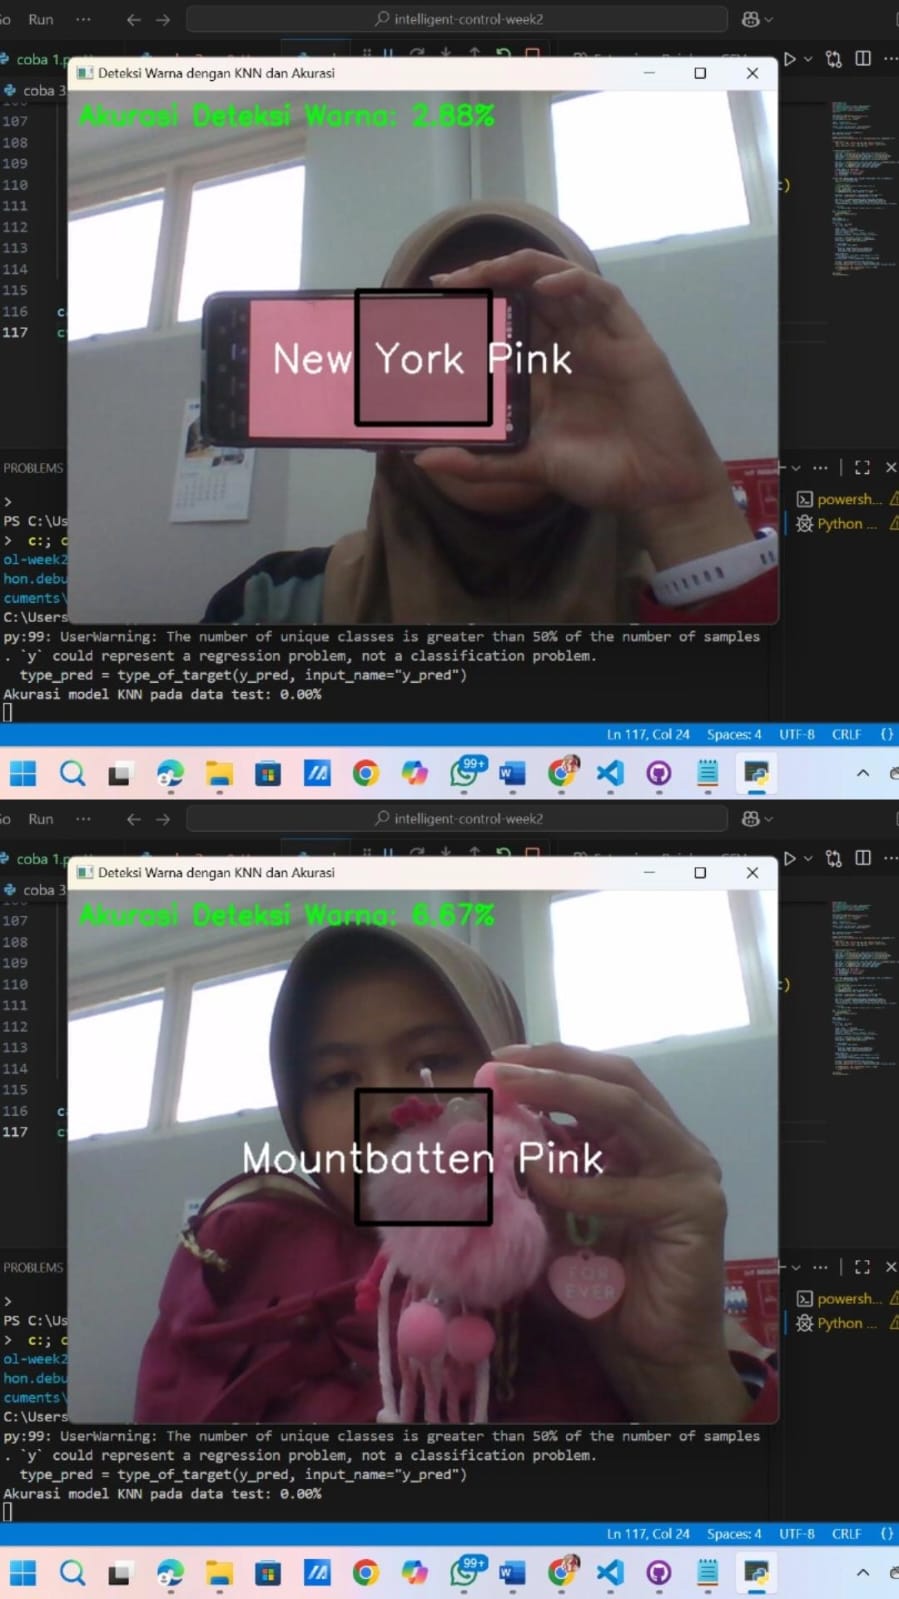 Run ··· intelligent-control-week2
coba 1.p
Deteksi Warna dengan KNN dan Akurasi
coba 3
Akurasi Deteksi Warna: 2.88%
107
108
109
110 :)
111
112
113
114
115
116 c
117 c
New York Pink
PROBLEMS
>
powersh...
PS C:\Us
> c:; c
Python ...
ol-week2
hon.debu
cuments\
C:\Users
py:99: UserWarning: The number of unique classes is greater than 50% of the number of samples
. `y` could represent a regression problem, not a classification problem.
type_pred = type_of_target(y_pred, input_name="y_pred")
Akurasi model KNN pada data test: 0.00%
Ln 117, Col 24 Spaces: 4 UTF-8 CRLF {}
99+
Run ··· intelligent-control-week2
coba 1.p
Deteksi Warna dengan KNN dan Akurasi
coba 3
Akurasi Deteksi Warna: 6.67%
107
108
109
110 :)
111
112
113
114
115
116 c
117 c
Mountbatten Pink
FOR
EVER
PROBLEMS
>
powersh...
PS C:\Us
> c:; c
Python ...
ol-week2
hon.debu
cuments\
C:\Users
py:99: UserWarning: The number of unique classes is greater than 50% of the number of samples
. `y` could represent a regression problem, not a classification problem.
type_pred = type_of_target(y_pred, input_name="y_pred")
Akurasi model KNN pada data test: 0.00%
Ln 117, Col 24 Spaces: 4 UTF-8 CRLF {}
99+